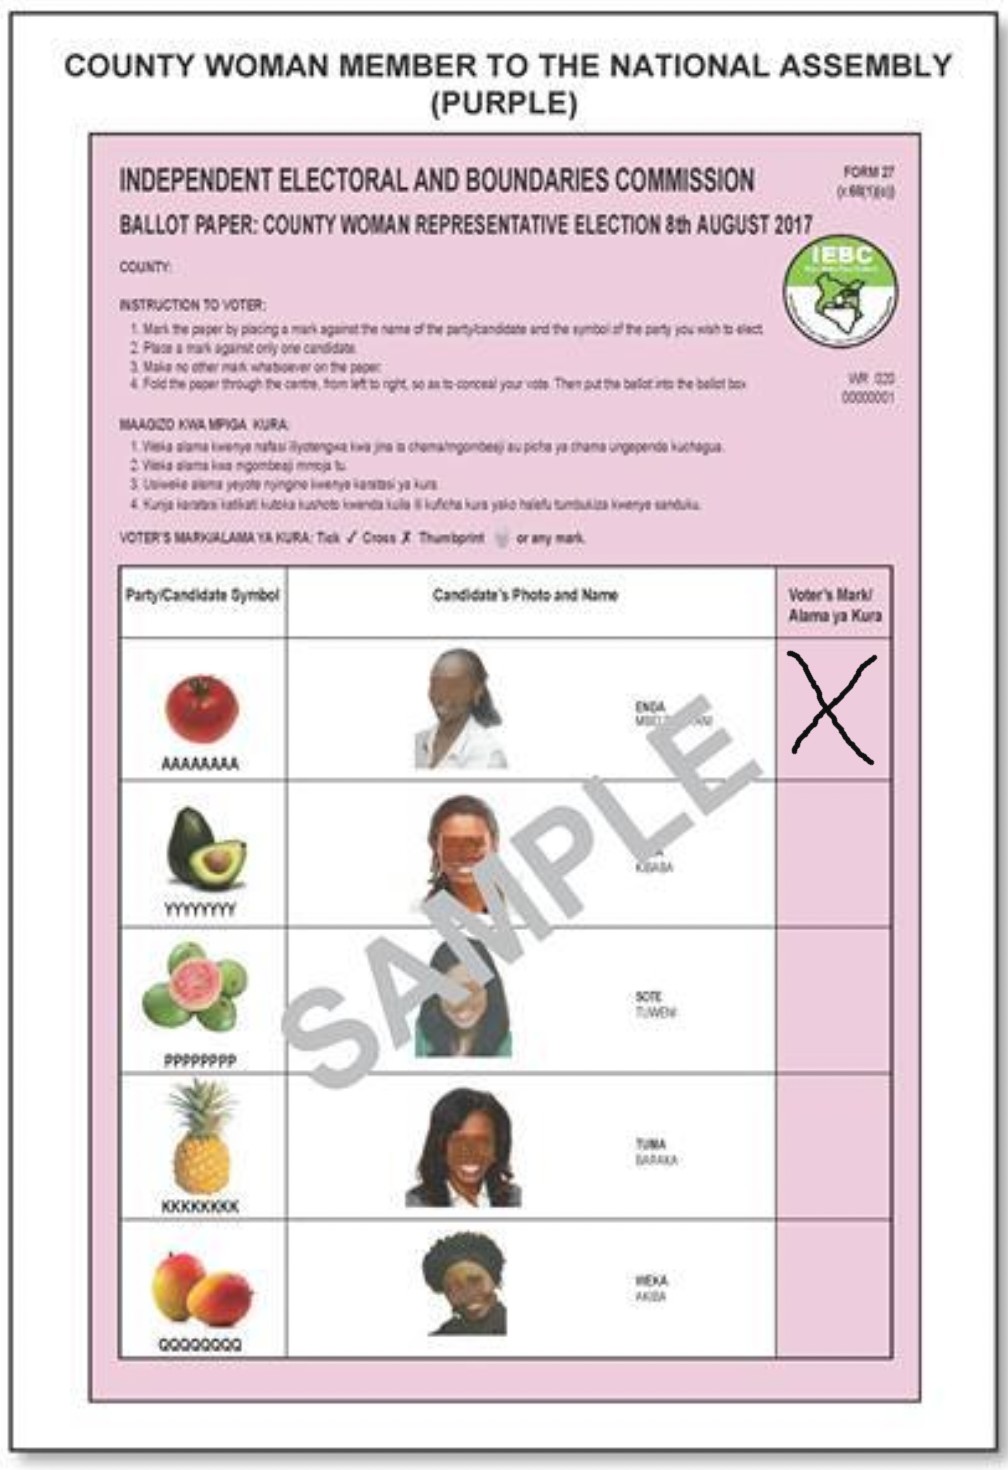 COUNTY WOMAN MEMBER TO THE NATIONAL ASSEMBLY
(PURPLE)
INDEPENDENT ELECTORAL AND BOUNDARIES COMMISSION
FORM 27
BALLOT PAPER: COUNTY WOMAN REPRESENTATIVE ELECTION 8th AUGUST 2017
IEBC
COUNTY:
INSTRUCTION TO VOTER:
1. Mark the paper by placing a mark against the name of the party/candidate and the symbol of the party you wish to elect.
2. Place a mark against only one candidate.
3. Make no other mark whatsoever on the paper.
4. Fold the paper through the centre, from left to right, so as to conceal your vote. Then put the ballot into the ballot box
WR 020
00000001
MAAGIZO KWA MPIGA KURA:
1. Weka alama kwenye nafasi iliyotengwa kwa jina la chama/mgombeaji au picha ya chama ungependa kuchagua.
2. Weka alama kwa mgombeaji mmoja tu.
3. Usiweke alama yeyote nyingine kwenye karatasi ya kura.
4. Kunja karatasi katikati kutoka kushoto kwenda kulia ili kuficha kura yako halafu tumbukiza kwenye sanduku.
VOTER'S MARK/ALAMA YA KURA: Tick ✓ Cross ✗ Thumbprint or any mark.
Party/Candidate Symbol
Candidate's Photo and Name
Voter's Mark/
Alama ya Kura
AAAAAAAA
ENDA
X
YYYYYYYY
KIBABA
PPPPPPPP
SOTE
TUWENI
KKKKKKKK
TUMA
BARAKA
QQQQQQQQ
WEKA
AKIBA
SAMPLE